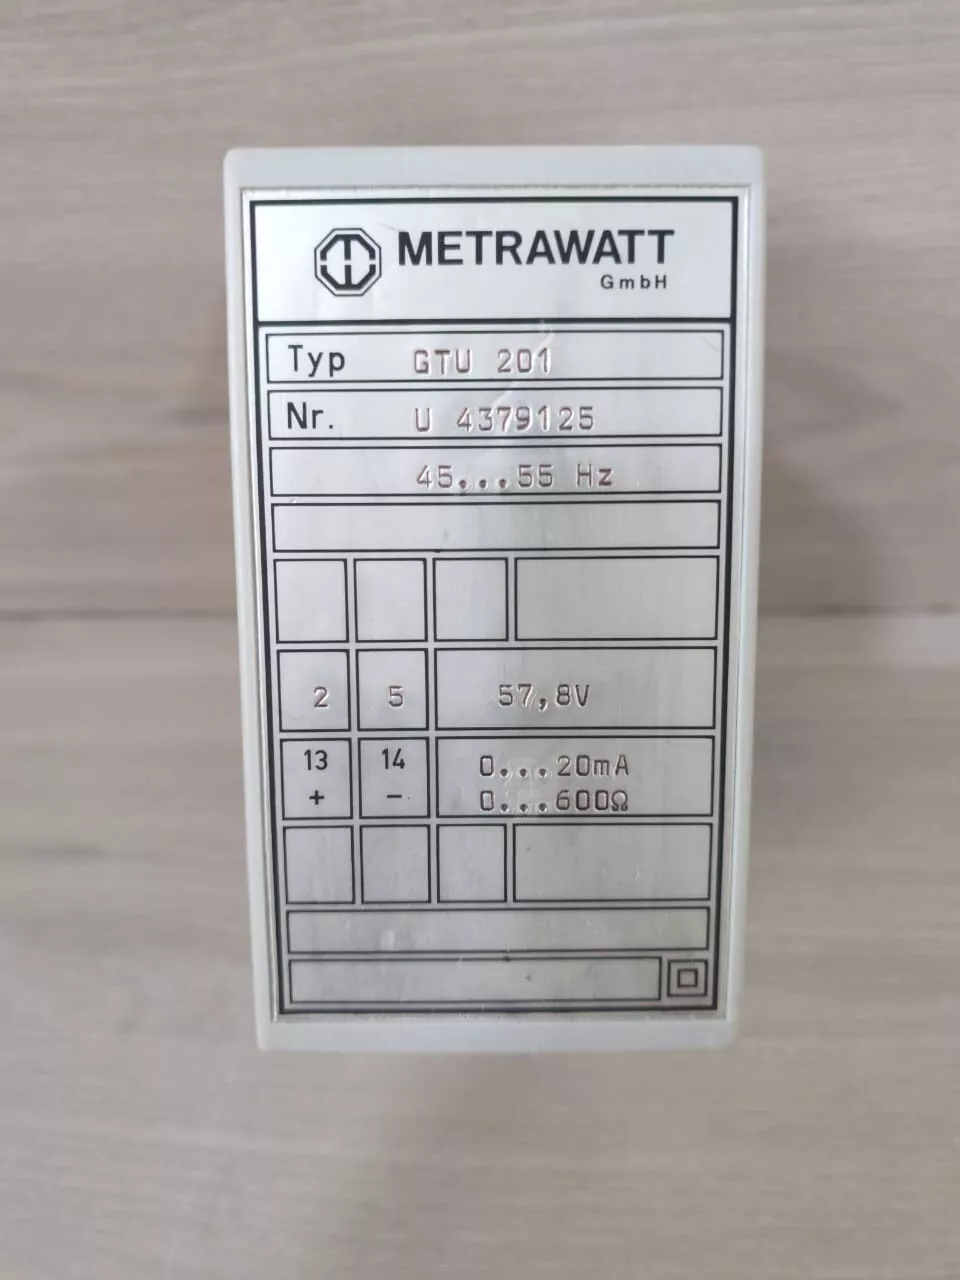 METRAWATT
GmbH
Typ GTU 201
Nr. U 4379125
45...55 Hz
2 5 57,8V
13 14 0...20mA
+ - 0...600Ω